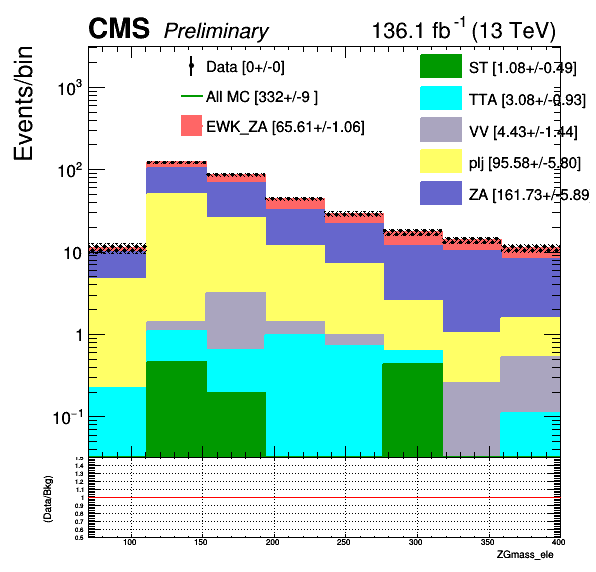 CMS Preliminary 136.1 fb⁻¹ (13 TeV)
Events/bin
Data [0+/-0]
All MC [332+/-9 ]
EWK_ZA [65.61+/-1.06]
ST [1.08+/-0.49]
TTA [3.08+/-0.93]
VV [4.43+/-1.44]
plj [95.58+/-5.80]
ZA [161.73+/-5.89
10³
10²
10
1
10⁻¹
(Data/Bkg)
1.5
1.4
1.3
1.2
1.1
1
0.9
0.8
0.7
0.6
0.5
100 150 200 250 300 350 400
ZGmass_ele